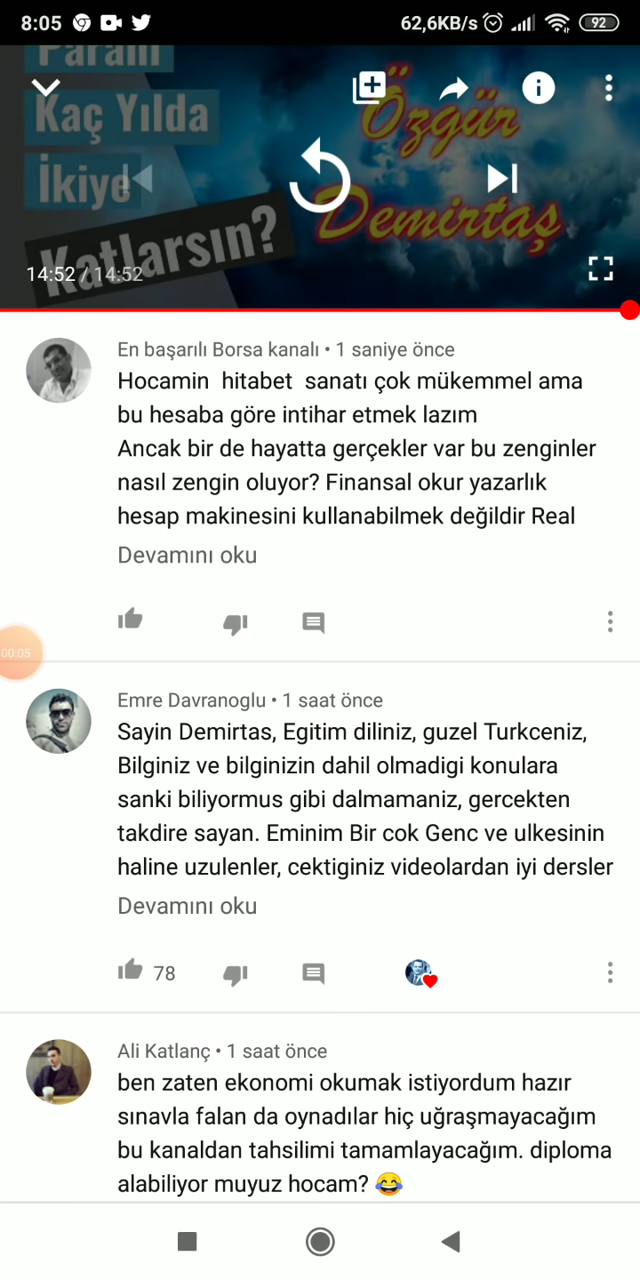 8:05 62,6KB/s 92
Paranı
Kaç Yılda
İkiye
Katlarsın?
Özgür
Demirtaş
14:52 / 14:52
En başarılı Borsa kanalı • 1 saniye önce
Hocamin hitabet sanatı çok mükemmel ama
bu hesaba göre intihar etmek lazım
Ancak bir de hayatta gerçekler var bu zenginler
nasıl zengin oluyor? Finansal okur yazarlık
hesap makinesini kullanabilmek değildir Real
Devamını oku
00:05
Emre Davranoglu • 1 saat önce
Sayin Demirtas, Egitim diliniz, guzel Turkceniz,
Bilginiz ve bilginizin dahil olmadigi konulara
sanki biliyormus gibi dalmamaniz, gercekten
takdire sayan. Eminim Bir cok Genc ve ulkesinin
haline uzulenler, cektiginiz videolardan iyi dersler
Devamını oku
78
Ali Katlanç • 1 saat önce
ben zaten ekonomi okumak istiyordum hazır
sınavla falan da oynadılar hiç uğraşmayacağım
bu kanaldan tahsilimi tamamlayacağım. diploma
alabiliyor muyuz hocam? 😂